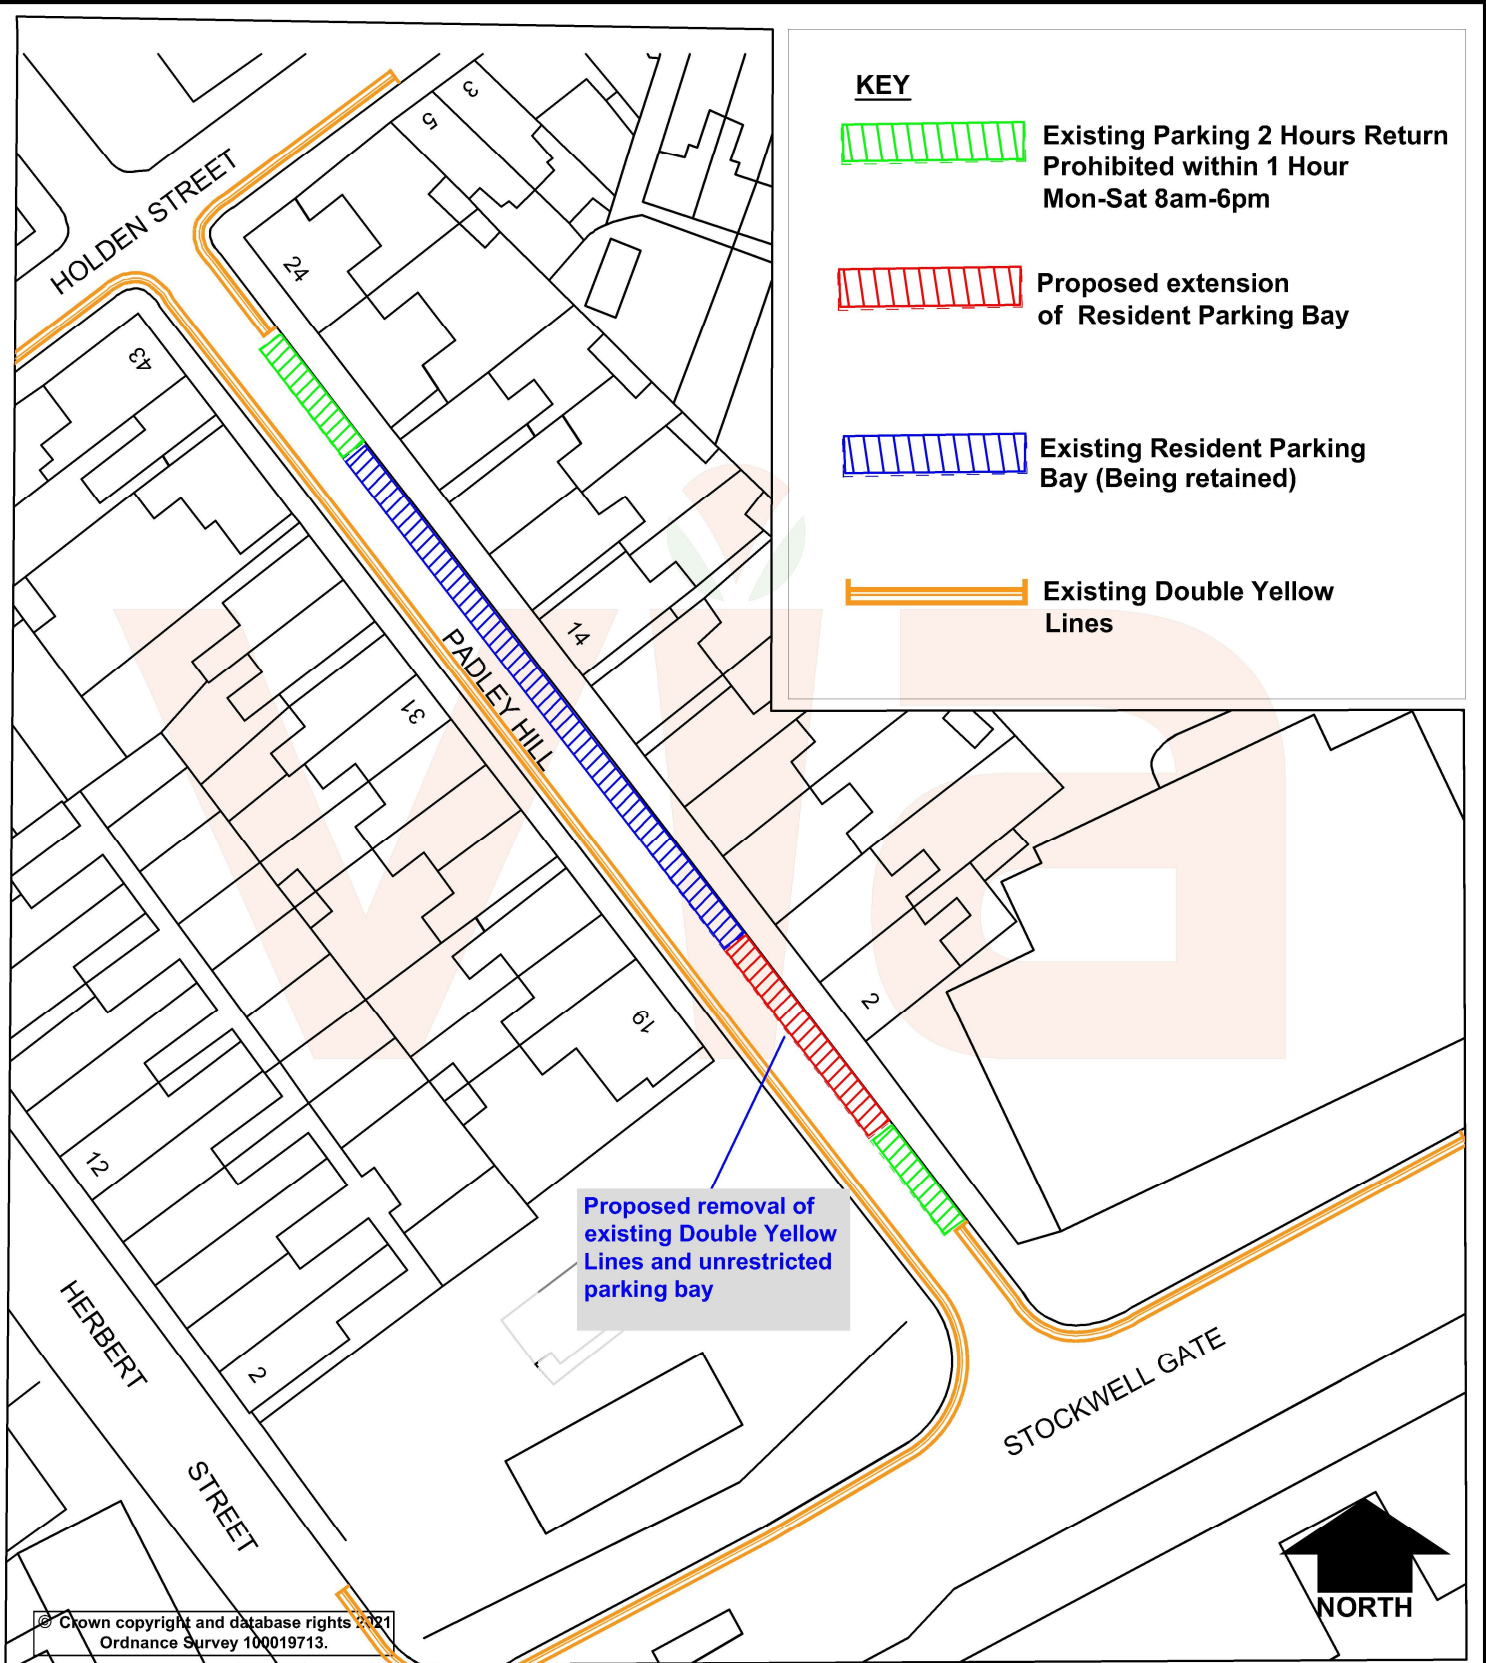 KEY
Existing Parking 2 Hours Return
Prohibited within 1 Hour
Mon-Sat 8am-6pm
Proposed extension
of Resident Parking Bay
Existing Resident Parking
Bay (Being retained)
Existing Double Yellow
Lines
HOLDEN STREET
3
5
24
43
14
PADLEY HILL
31
2
19
12
Proposed removal of
existing Double Yellow
Lines and unrestricted
parking bay
HERBERT
STREET
2
STOCKWELL GATE
NORTH
© Crown copyright and database rights 2021
Ordnance Survey 100019713.
via